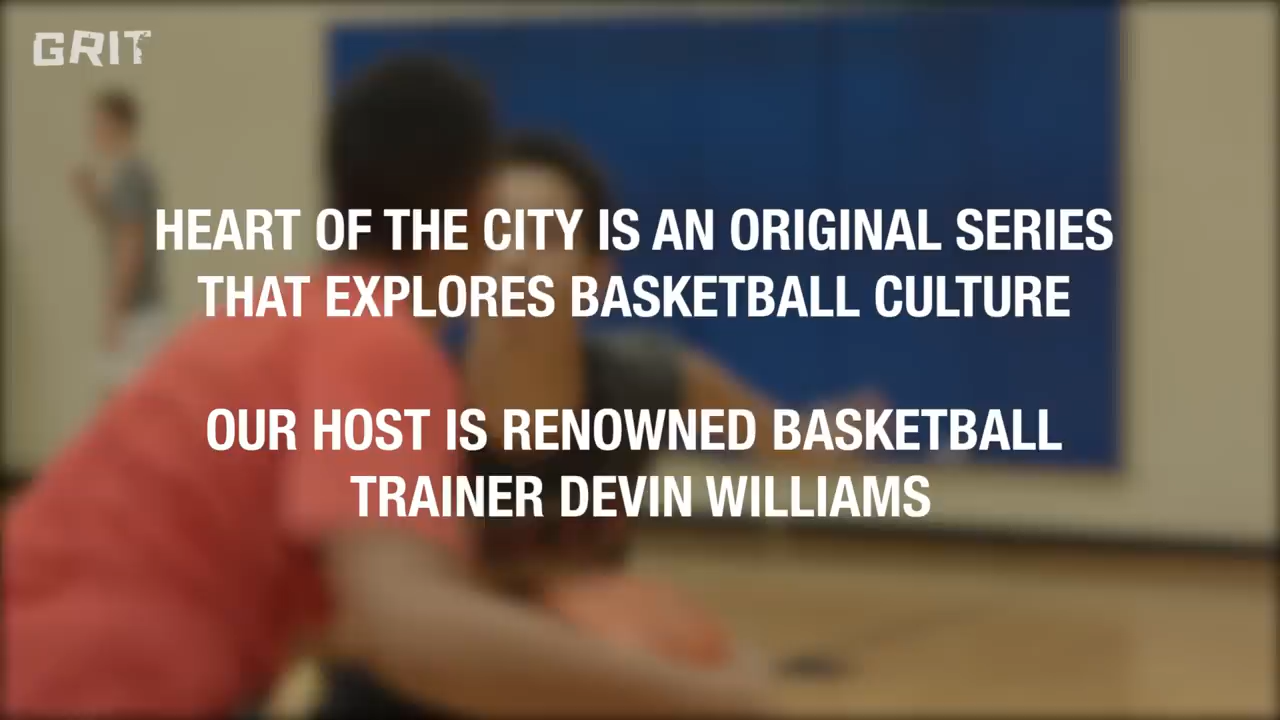 GRIT
HEART OF THE CITY IS AN ORIGINAL SERIES
THAT EXPLORES BASKETBALL CULTURE
OUR HOST IS RENOWNED BASKETBALL
TRAINER DEVIN WILLIAMS